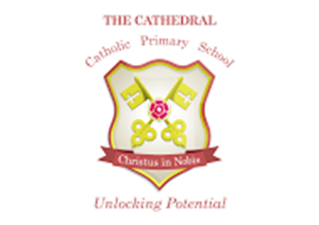 THE CATHEDRAL
Catholic Primary School
Christus in Nobis
Unlocking Potential